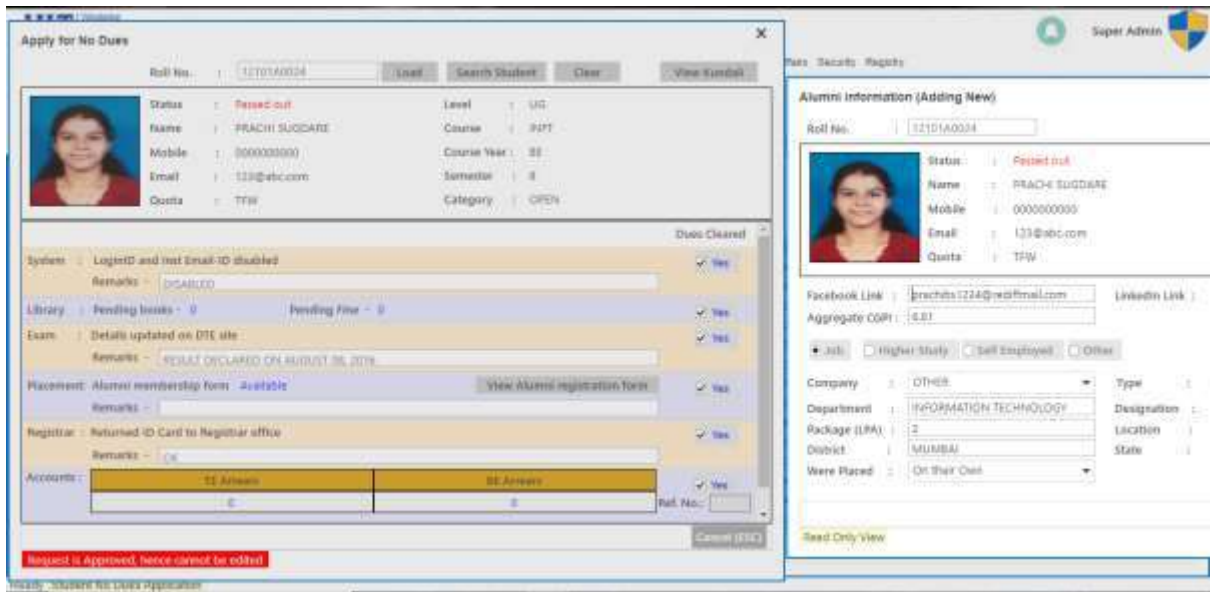 Apply for No Dues
X
Roll No. : 12101A0024 Load Search Student Clear View Kundali
Status : Passed out Level : UG
Name : PRACHI SUGDARE Course : INFT
Mobile : 0000000000 Course Year : BE
Email : 123@abc.com Semester : 8
Quota : TFW Category : OPEN
Dues Cleared
System : LoginID and Inst Email-ID disabled Yes
Remarks - DISABLED
Library : Pending books - 0 Pending Fine - 0 Yes
Exam : Details updated on DTE site Yes
Remarks - RESULT DECLARED ON AUGUST 08, 2016
Placement: Alumni membership form Available View Alumni registration form Yes
Remarks -
Registrar : Returned ID Card to Registrar office Yes
Remarks - OK
Accounts : TE Arrears BE Arrears Yes
0 0 Ref. No.:
Cancel (ESC)
Request is Approved, hence cannot be edited
Ready Student No Dues Application
Super Admin
Security Registry
Alumni Information (Adding New)
Roll No. : 12101A0024
Status : Passed out
Name : PRACHI SUGDARE
Mobile : 0000000000
Email : 123@abc.com
Quota : TFW
Facebook Link : prachibs1224@rediffmail.com LinkedIn Link :
Aggregate CGPI : 6.81
Job Higher Study Self Employed Other
Company : OTHER Type :
Department : INFORMATION TECHNOLOGY Designation :
Package (LPA) : 2 Location :
District : MUMBAI State :
Were Placed : On their Own
Read Only View